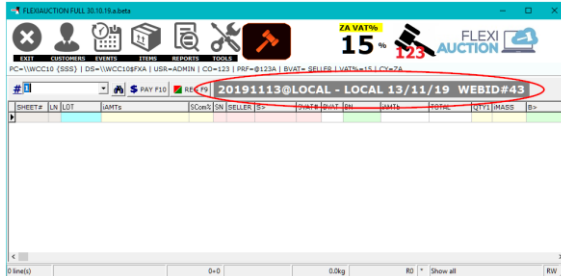 FLEXIAUCTION FULL 30.10.19.a.beta
EXIT CUSTOMERS EVENTS ITEMS REPORTS TOOLS
ZA VAT%
15 %
123
FLEXI
AUCTION
PC=\\WCC10 {SSS} | DS=\\WCC10$FXA | USR=ADMIN | CO=123 | PRF=@123A | BVAT= SELLER | VAT%=15 | CY=ZA
# 1 $ PAY F10 REC F9 20191113@LOCAL - LOCAL 13/11/19 WEBID#43
SHEET# LN LOT iAMTs SCom% SN SELLER S> SVAT# BVAT BN iAMTb TOTAL QTY1 iMASS B>
0 line(s) 0+0 0.0kg R0 * Show all RW